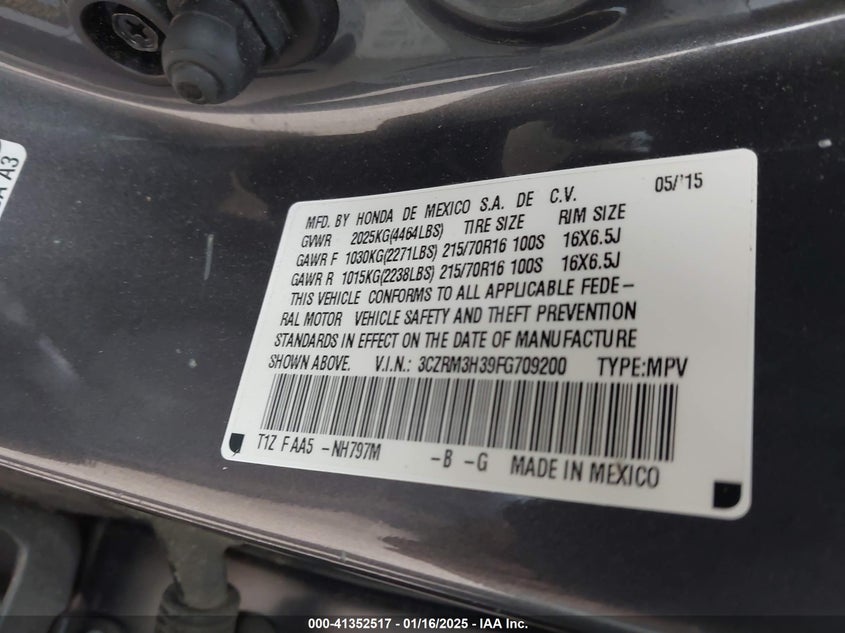 A A3
05/'15
MFD. BY HONDA DE MEXICO S.A. DE C.V.
GVWR 2025KG(4464LBS) TIRE SIZE RIM SIZE
GAWR F 1030KG(2271LBS) 215/70R16 100S 16X6.5J
GAWR R 1015KG(2238LBS) 215/70R16 100S 16X6.5J
THIS VEHICLE CONFORMS TO ALL APPLICABLE FEDE-
RAL MOTOR VEHICLE SAFETY AND THEFT PREVENTION
STANDARDS IN EFFECT ON THE DATE OF MANUFACTURE
SHOWN ABOVE. V.I.N.: 3CZRM3H39FG709200 TYPE:MPV
T1Z F AA5 -NH797M -B -G MADE IN MEXICO
000-41352517 - 01/16/2025 - Copyright IAA, Inc.